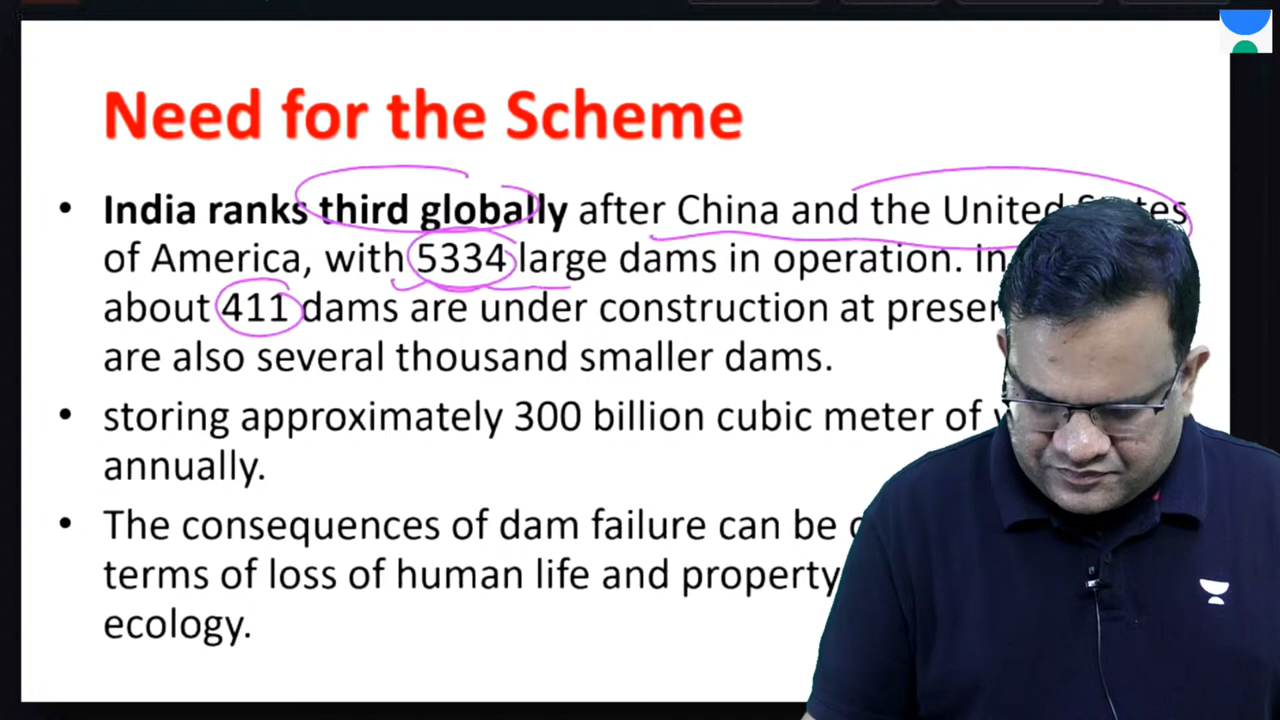 Need for the Scheme
• India ranks third globally after China and the United States
of America, with 5334 large dams in operation. In
about 411 dams are under construction at
are also several thousand smaller dams.
• storing approximately 300 billion cubic meter of
annually.
• The consequences of dam failure can be
terms of loss of human life and property
ecology.